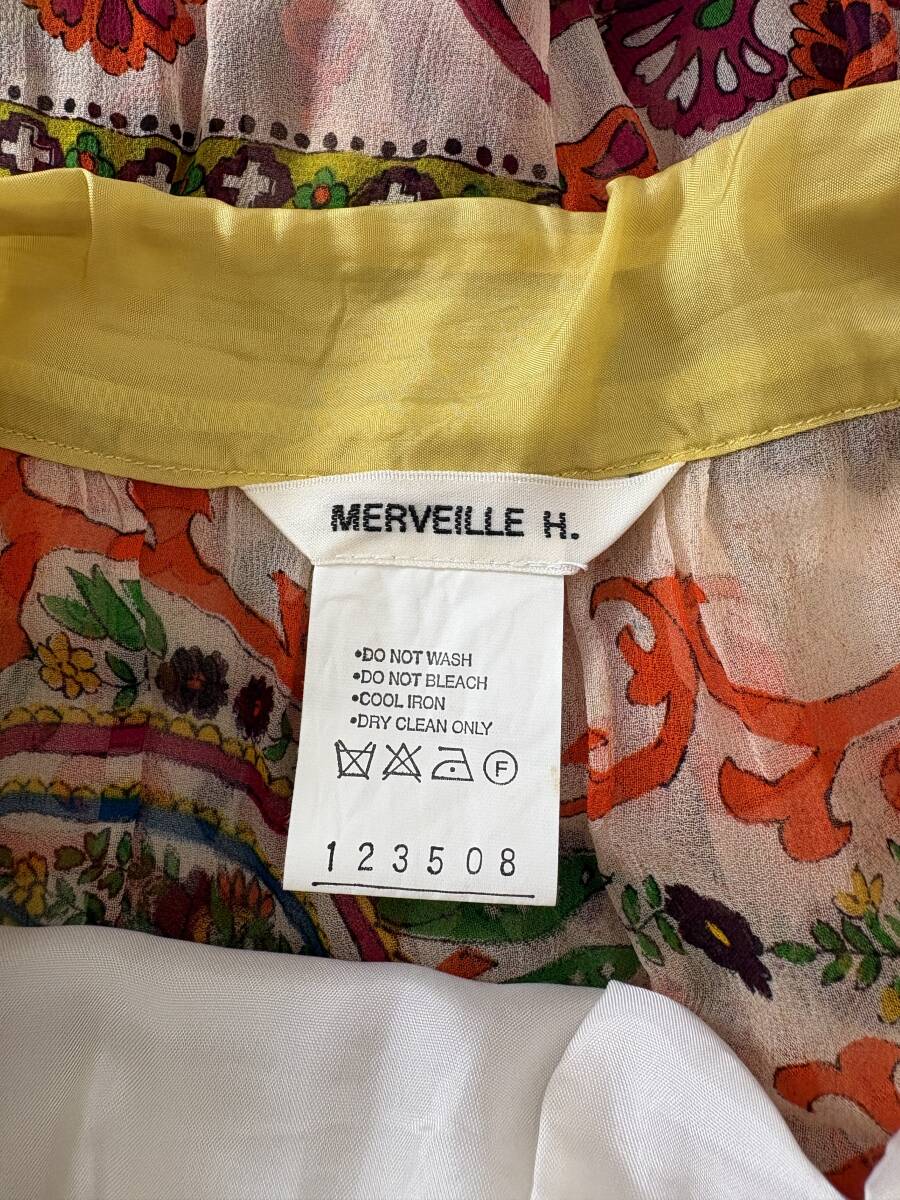 MERVEILLE H.
•DO NOT WASH
•DO NOT BLEACH
•COOL IRON
•DRY CLEAN ONLY
F
123508